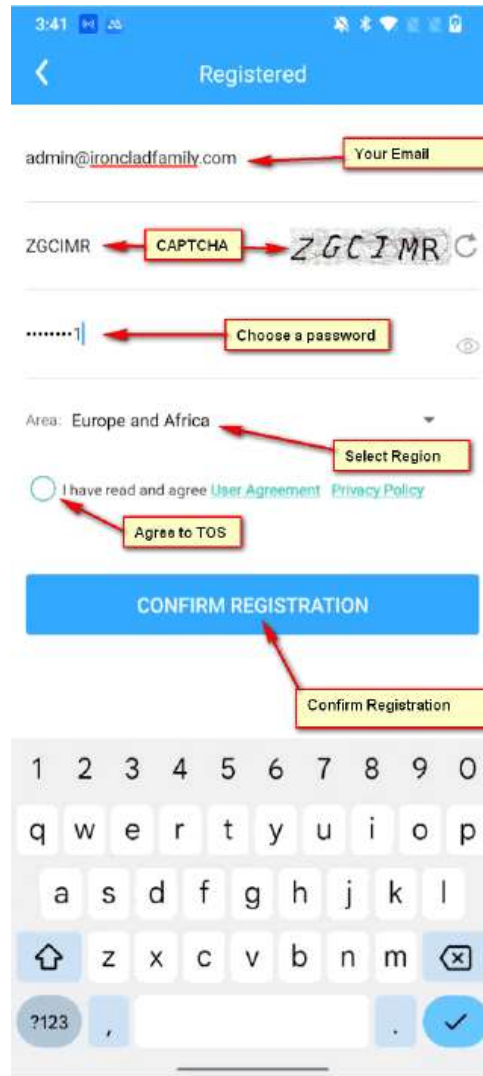 3:41
Registered
admin@ironcladfamily.com
Your Email
ZGCIMR
CAPTCHA
ZGCIMR
••••••••1
Choose a password
Area: Europe and Africa
Select Region
I have read and agree User Agreement Privacy Policy
Agree to TOS
CONFIRM REGISTRATION
Confirm Registration
1 2 3 4 5 6 7 8 9 0
q w e r t y u i o p
a s d f g h j k l
z x c v b n m
?123 , .